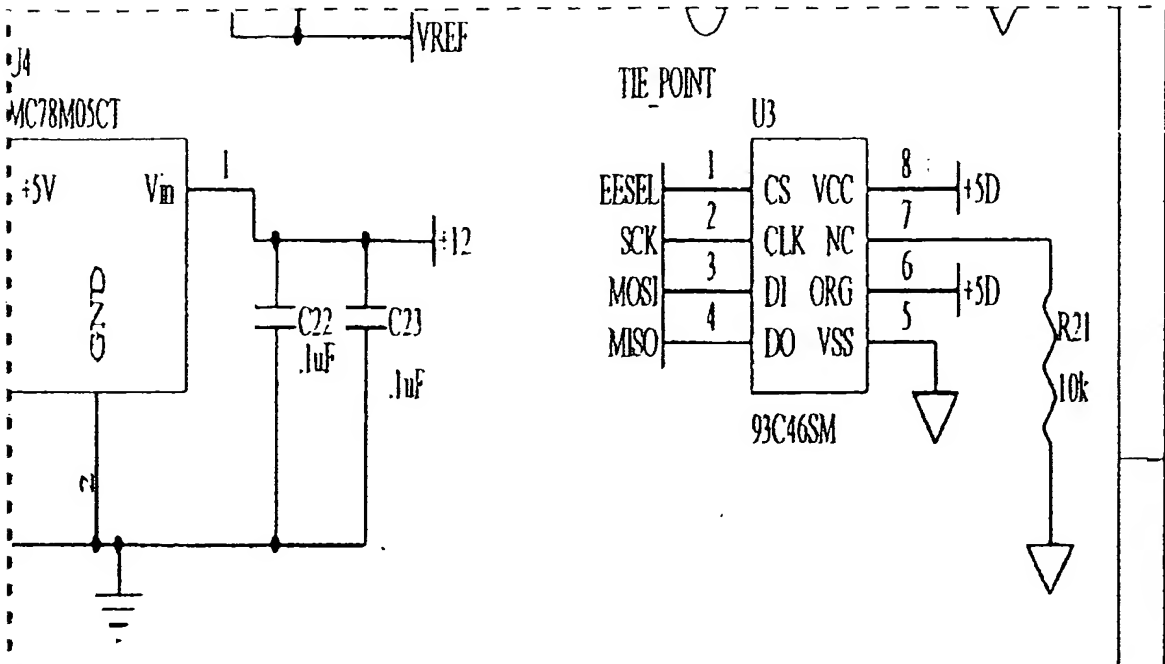 VREF
J4
MC78M05CT
+5V Vin 1
GND
2
+12
C22
.1uF
C23
.1uF
TIE_POINT
U3
EESEL 1 CS VCC 8 +5D
SCK 2 CLK NC 7
MOSI 3 DI ORG 6 +5D
MISO 4 DO VSS 5
93C46SM
R21
10k